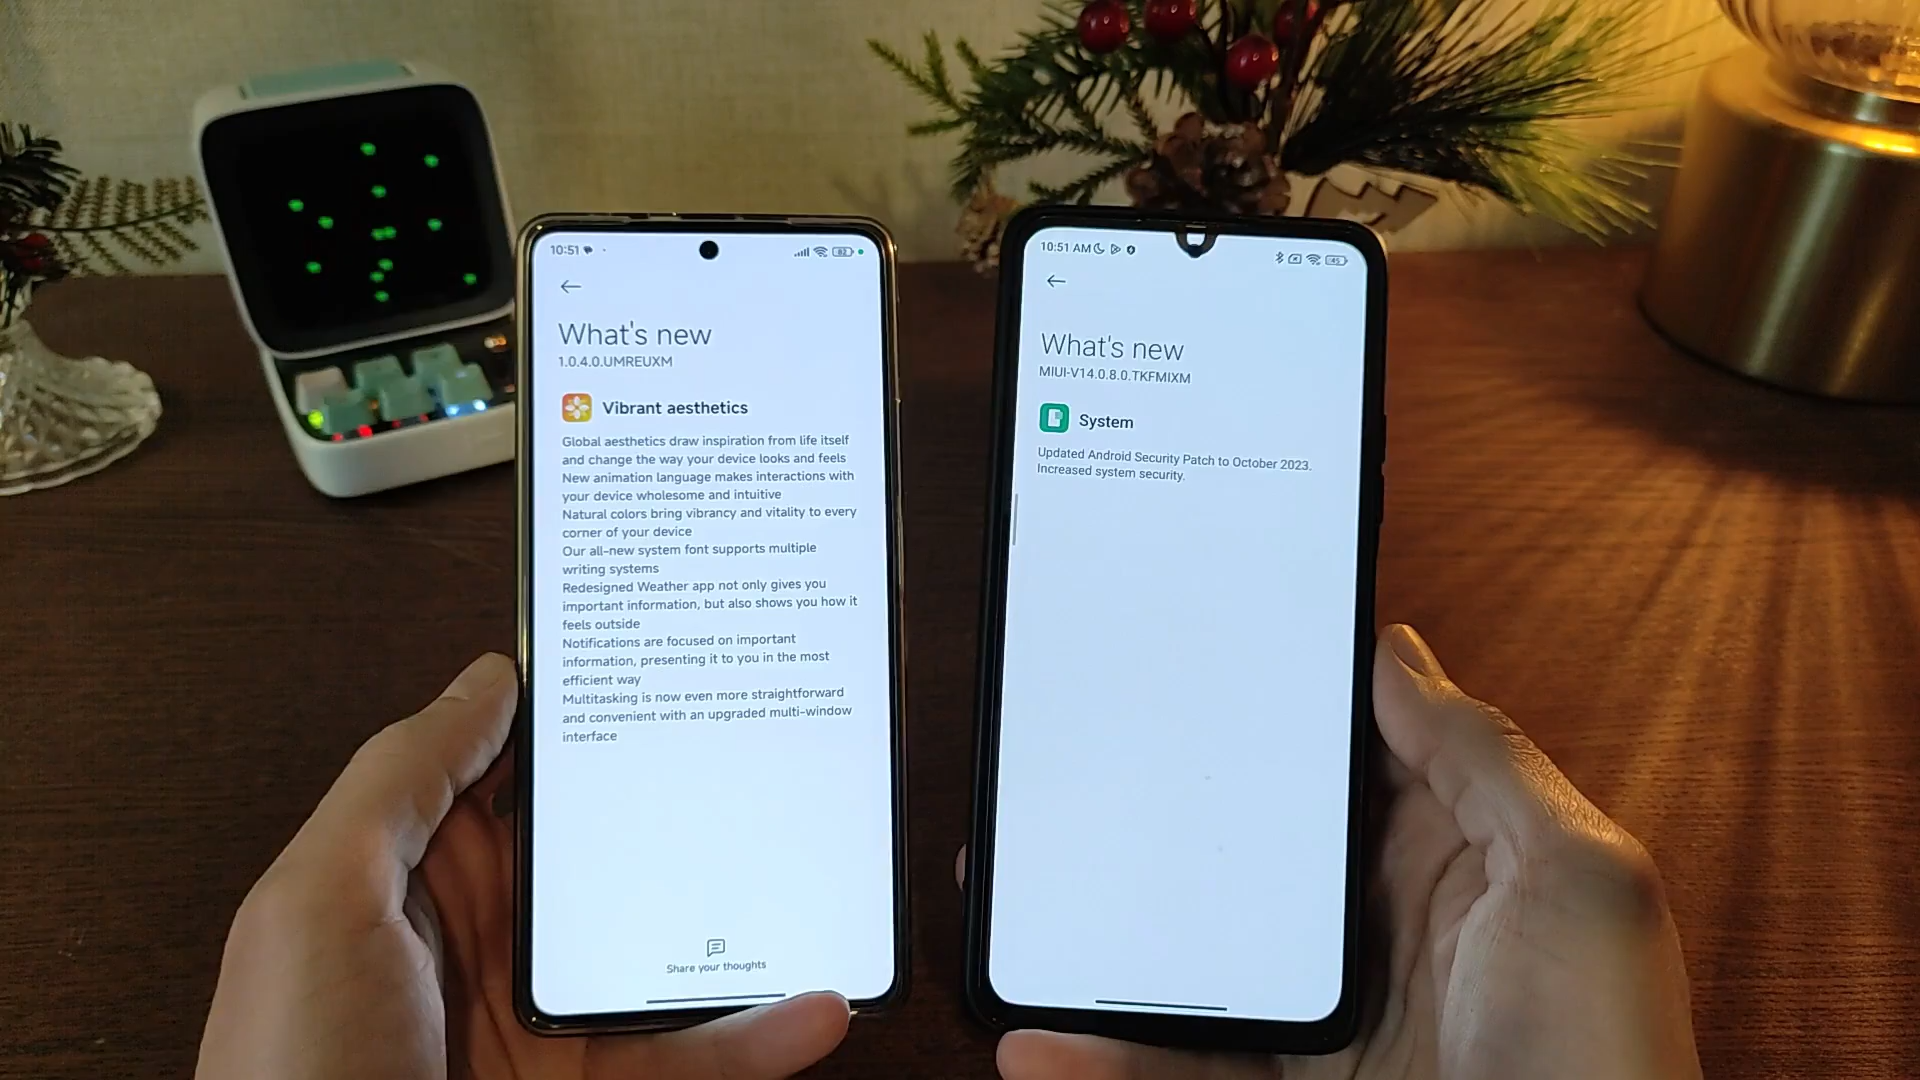 10:51
82
What's new
1.0.4.0.UMREUXM
Vibrant aesthetics
Global aesthetics draw inspiration from life itself
and change the way your device looks and feels
New animation language makes interactions with
your device wholesome and intuitive
Natural colors bring vibrancy and vitality to every
corner of your device
Our all-new system font supports multiple
writing systems
Redesigned Weather app not only gives you
important information, but also shows you how it
feels outside
Notifications are focused on important
information, presenting it to you in the most
efficient way
Multitasking is now even more straightforward
and convenient with an upgraded multi-window
interface
Share your thoughts
10:51 AM
45
What's new
MIUI-V14.0.8.0.TKFMIXM
System
Updated Android Security Patch to October 2023.
Increased system security.